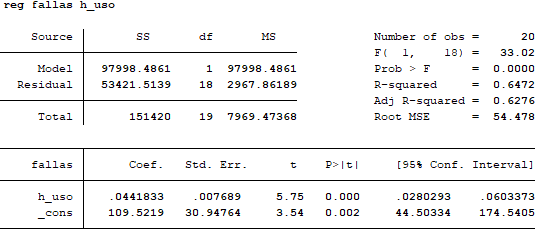 reg fallas h_uso
Source SS df MS Number of obs = 20
F( 1, 18) = 33.02
Model 97998.4861 1 97998.4861 Prob > F = 0.0000
Residual 53421.5139 18 2967.86189 R-squared = 0.6472
Adj R-squared = 0.6276
Total 151420 19 7969.47368 Root MSE = 54.478
fallas Coef. Std. Err. t P>|t| [95% Conf. Interval]
h_uso .0441833 .007689 5.75 0.000 .0280293 .0603373
_cons 109.5219 30.94764 3.54 0.002 44.50334 174.5405